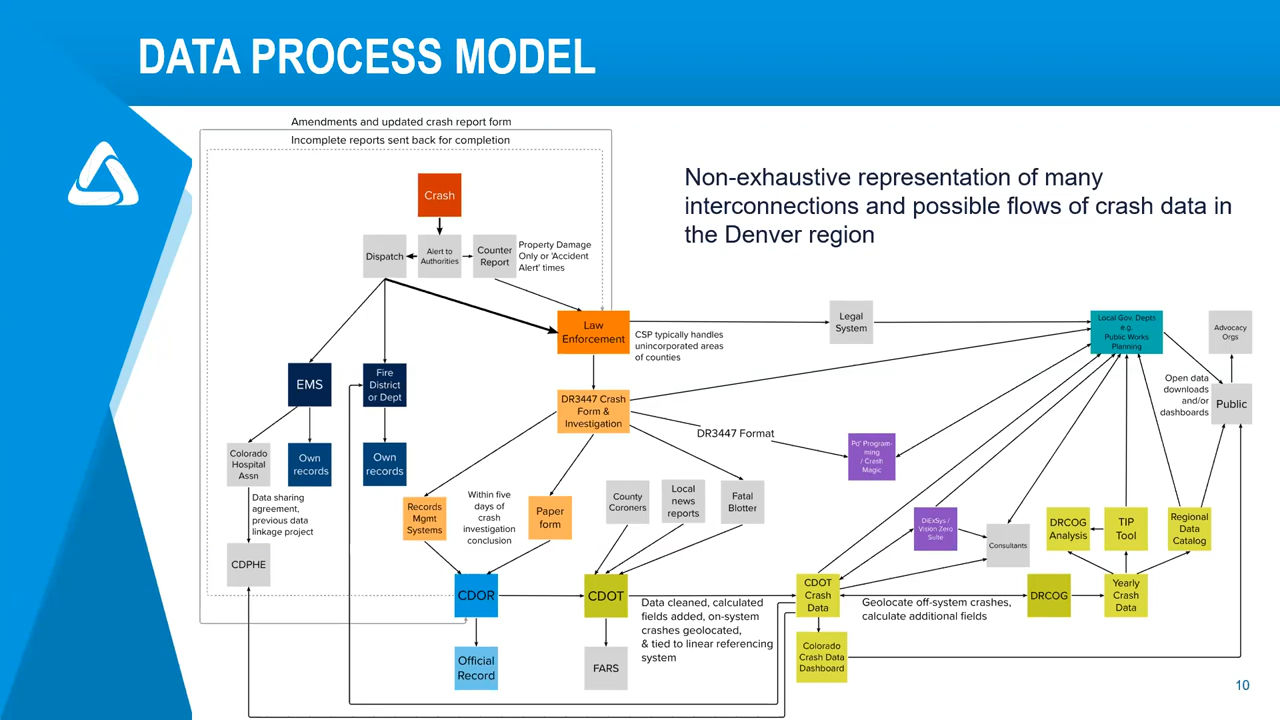 DATA PROCESS MODEL
Amendments and updated crash report form
Incomplete reports sent back for completion
Non-exhaustive representation of many
interconnections and possible flows of crash data in
the Denver region
Crash
Dispatch
Alert to
Authorities
Counter
Report
Property Damage
Only or 'Accident
Alert' times
Law
Enforcement
CSP typically handles
unincorporated areas
of counties
Legal
System
Local Gov. Depts
e.g.
Public Works
Planning
Advocacy
Orgs
EMS
Fire
District
or Dept
Open data
downloads
and/or
dashboards
Public
DR3447 Crash
Form &
Investigation
DR3447 Format
Colorado
Hospital
Assn
Own
records
Own
records
Pd' Program-
ming
/ Crash
Magic
Data sharing
agreement,
previous data
linkage project
Records
Mgmt
Systems
Within five
days of
crash
investigation
conclusion
Paper
form
County
Coroners
Local
news
reports
Fatal
Blotter
DiExSys /
Vision Zero
Suite
Consultants
DRCOG
Analysis
TIP
Tool
Regional
Data
Catalog
CDPHE
CDOR
CDOT
Data cleaned, calculated
fields added, on-system
crashes geolocated,
& tied to linear referencing
system
CDOT
Crash
Data
Geolocate off-system crashes,
calculate additional fields
DRCOG
Yearly
Crash
Data
Official
Record
FARS
Colorado
Crash Data
Dashboard
10